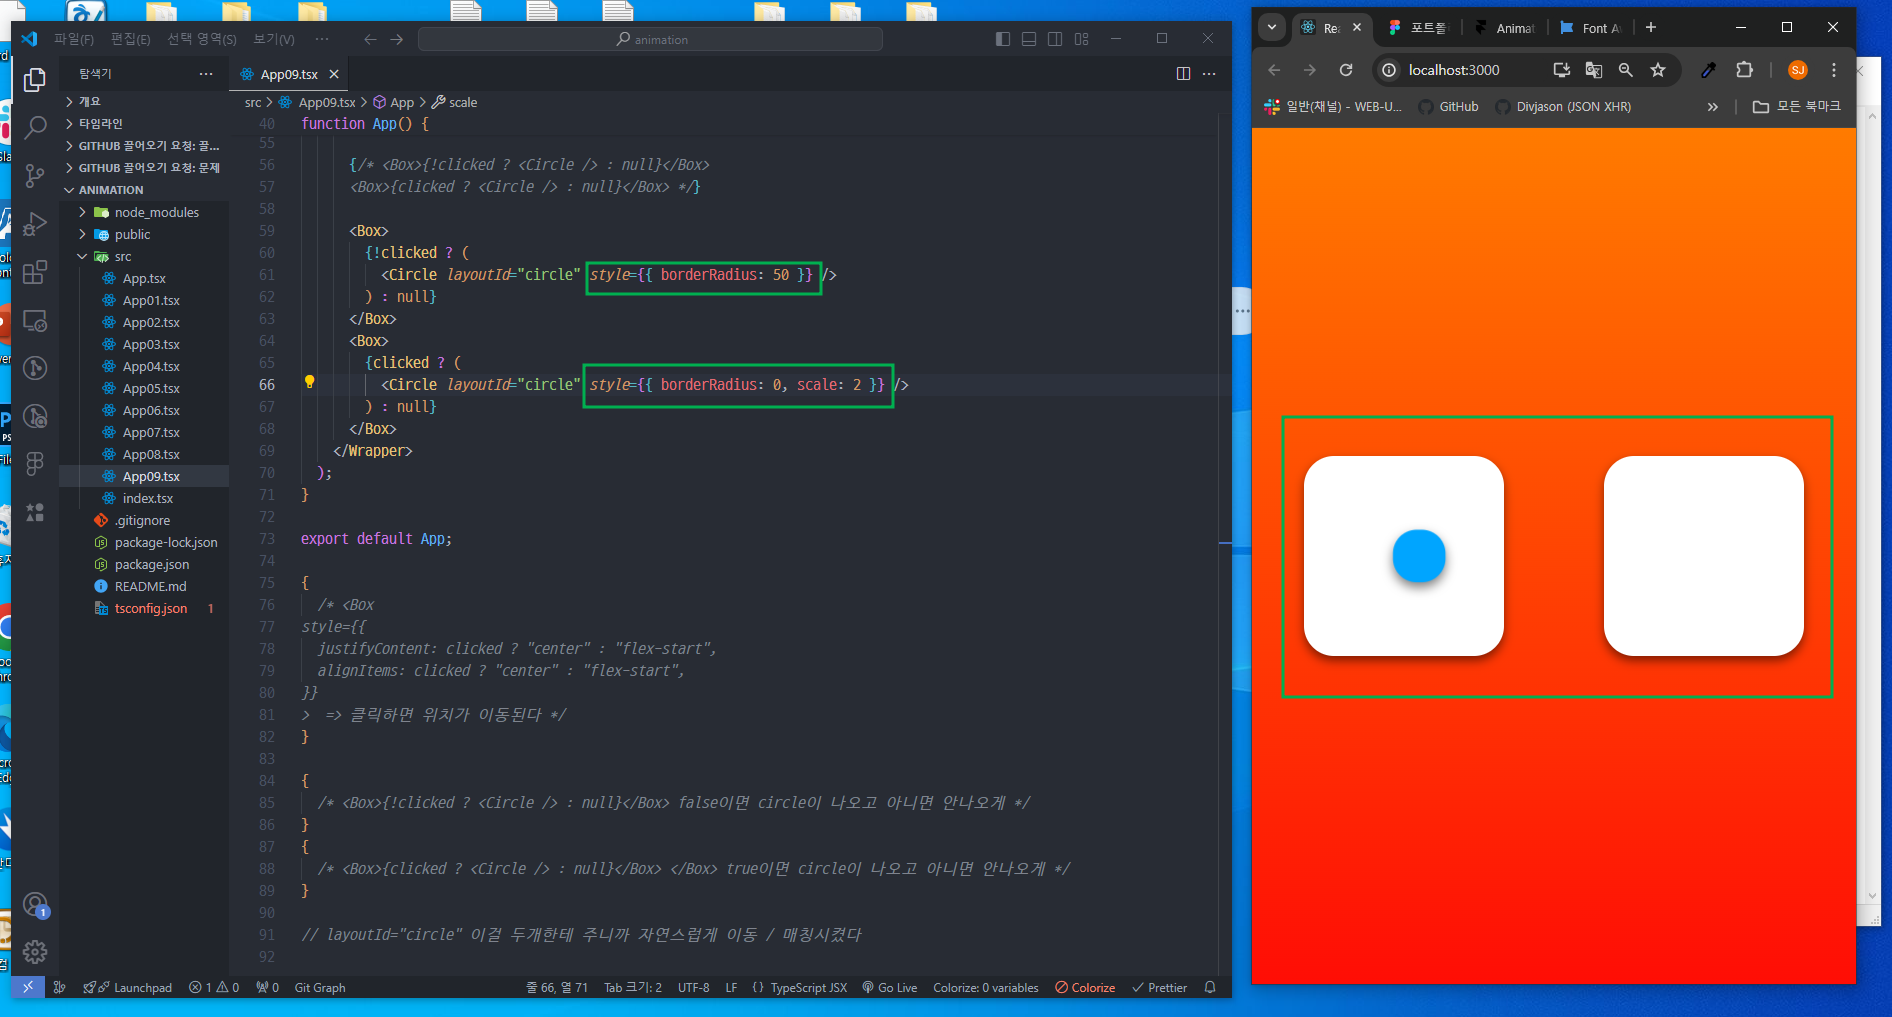 파일(F) 편집(E) 선택 영역(S) 보기(V) ··· animation
탐색기
App09.tsx
src > App09.tsx > App > scale
개요
타임라인
GITHUB 끌어오기 요청: 끌...
GITHUB 끌어오기 요청: 문제
ANIMATION
node_modules
public
src
App.tsx
App01.tsx
App02.tsx
App03.tsx
App04.tsx
App05.tsx
App06.tsx
App07.tsx
App08.tsx
App09.tsx
index.tsx
.gitignore
package-lock.json
package.json
README.md
tsconfig.json 1
40 function App() {
55
56 {/* <Box>{!clicked ? <Circle /> : null}</Box>
57 <Box>{clicked ? <Circle /> : null}</Box> */}
58
59 <Box>
60 {!clicked ? (
61 <Circle layoutId="circle" style={{ borderRadius: 50 }} />
62 ) : null}
63 </Box>
64 <Box>
65 {clicked ? (
66 <Circle layoutId="circle" style={{ borderRadius: 0, scale: 2 }} />
67 ) : null}
68 </Box>
69 </Wrapper>
70 );
71 }
72
73 export default App;
74
75 {
76 /* <Box
77 style={{
78 justifyContent: clicked ? "center" : "flex-start",
79 alignItems: clicked ? "center" : "flex-start",
80 }}
81 > => 클릭하면 위치가 이동된다 */
82 }
83
84 {
85 /* <Box>{!clicked ? <Circle /> : null}</Box> false이면 circle이 나오고 아니면 안나오게 */
86 }
87 {
88 /* <Box>{clicked ? <Circle /> : null}</Box> </Box> true이면 circle이 나오고 아니면 안나오게 */
89 }
90
91 // layoutId="circle" 이걸 두개한테 주니까 자연스럽게 이동 / 매칭시켰다
92
1
Launchpad 1 0 0 Git Graph 줄 66, 열 71 Tab 크기: 2 UTF-8 LF {} TypeScript JSX Go Live Colorize: 0 variables Colorize Prettier
Rea 포트폴 Animat Font A
localhost:3000 SJ
일반(채널) - WEB-U... GitHub Divjason (JSON XHR) » 모든 북마크